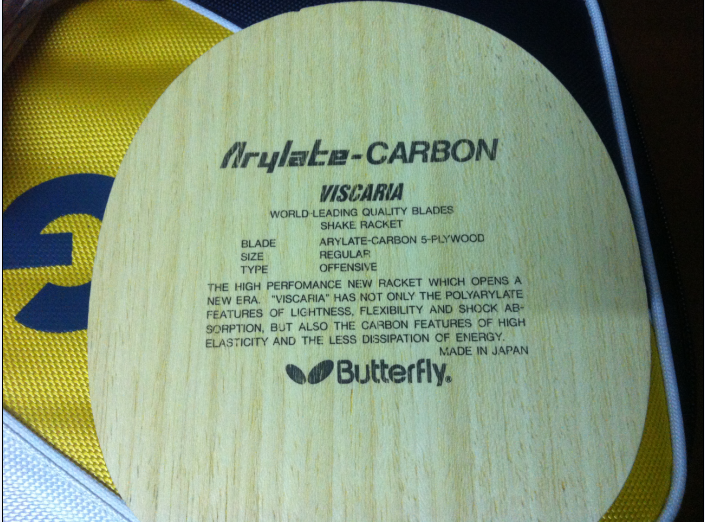 Arylate-CARBON
VISCARIA
WORLD-LEADING QUALITY BLADES
SHAKE RACKET
BLADE ARYLATE-CARBON 5-PLYWOOD
SIZE REGULAR
TYPE OFFENSIVE
THE HIGH PERFOMANCE NEW RACKET WHICH OPENS A
NEW ERA. "VISCARIA" HAS NOT ONLY THE POLYARYLATE
FEATURES OF LIGHTNESS, FLEXIBILITY AND SHOCK AB-
SORPTION, BUT ALSO THE CARBON FEATURES OF HIGH
ELASTICITY AND THE LESS DISSIPATION OF ENERGY.
MADE IN JAPAN
Butterfly®